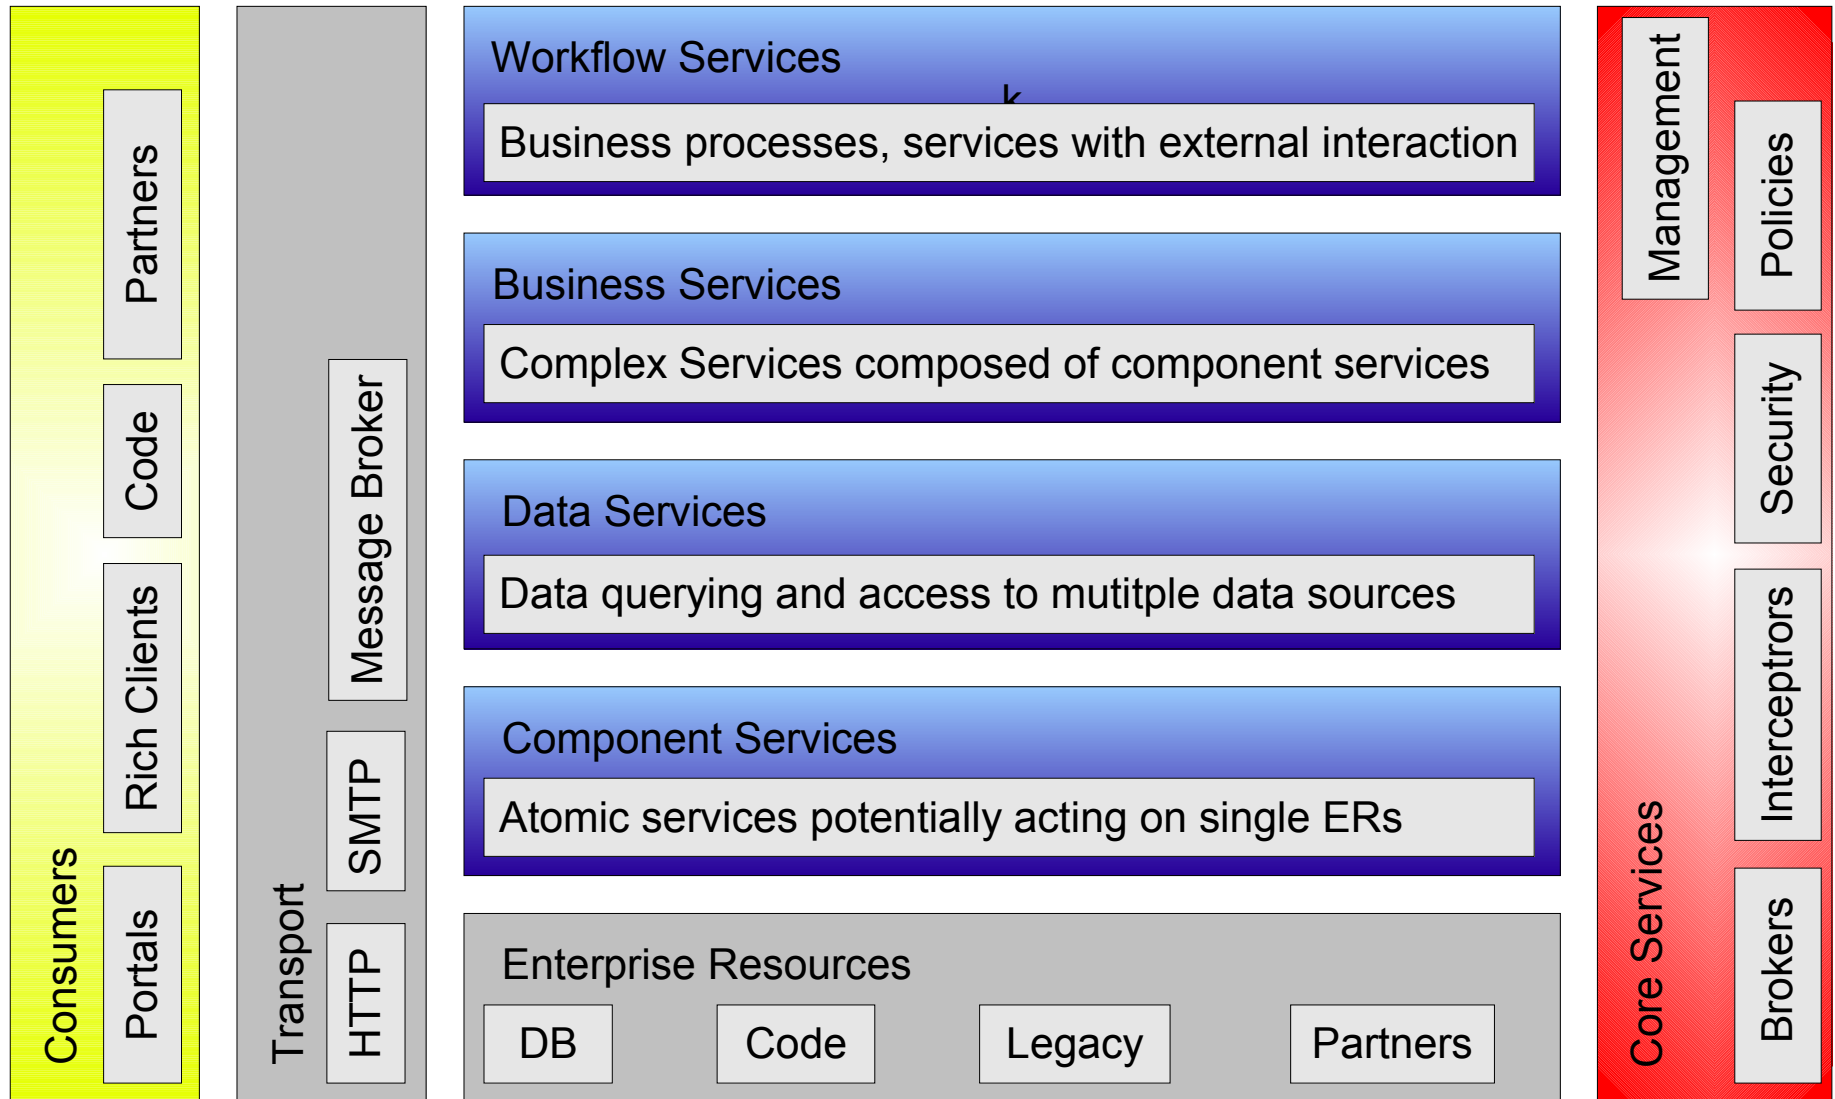 Consumers
Partners
Code
Rich Clients
Portals
Transport
Message Broker
SMTP
HTTP
Workflow Services
k
Business processes, services with external interaction
Business Services
Complex Services composed of component services
Data Services
Data querying and access to mutitple data sources
Component Services
Atomic services potentially acting on single ERs
Enterprise Resources
DB
Code
Legacy
Partners
Core Services
Management
Policies
Security
Interceptrors
Brokers